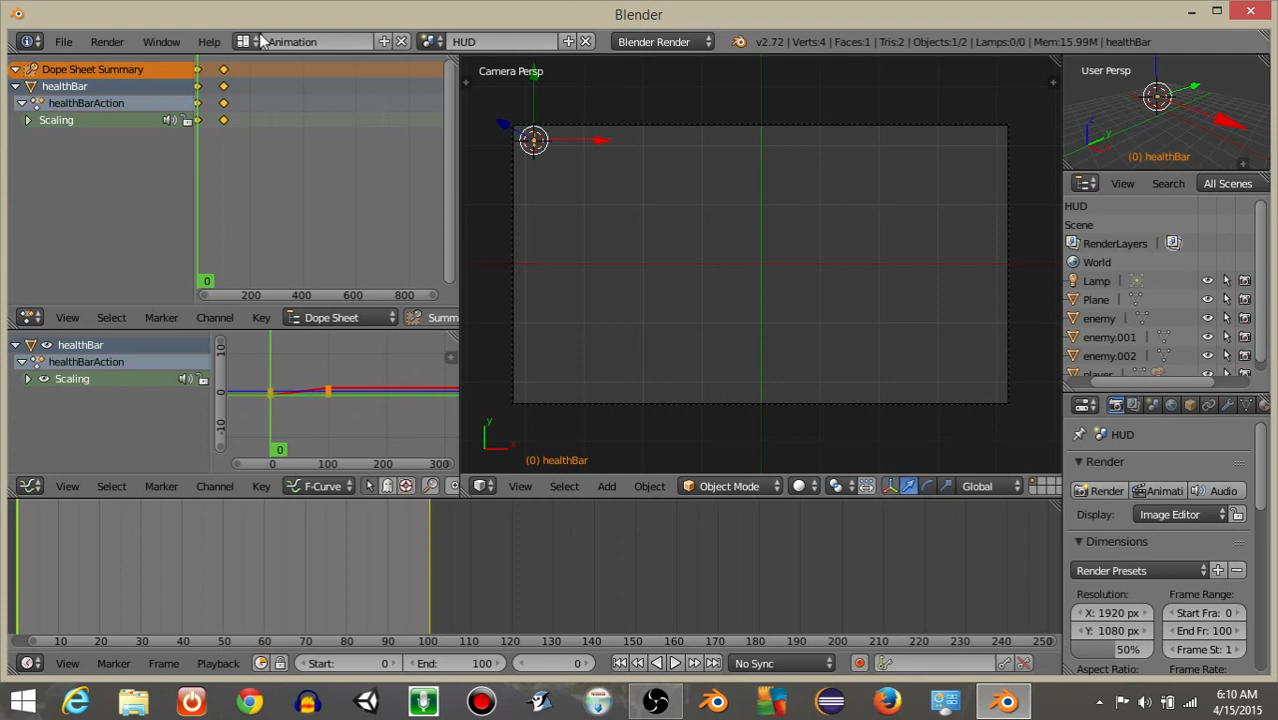 Blender
File Render Window Help Animation HUD Blender Render v2.72 | Verts:4 | Faces:1 | Tris:2 | Objects:1/2 | Lamps:0/0 | Mem:15.99M | healthBar
Dope Sheet Summary
healthBar
healthBarAction
Scaling
0
200 400 600 800
View Select Marker Channel Key Dope Sheet Summ
healthBar
healthBarAction
Scaling
10
0
-10
0
0 100 200 300
View Select Marker Channel Key F-Curve
Camera Persp
y
x
(0) healthBar
View Select Add Object Object Mode Global
User Persp
z
(0) healthBar
View Search All Scenes
HUD
Scene
RenderLayers
World
Lamp
Plane
enemy
enemy.001
enemy.002
player
HUD
Render
Render Animati Audio
Display: Image Editor
Dimensions
Render Presets
Resolution: Frame Range:
X: 1920 px Start Fra: 0
Y: 1080 px End Fr: 100
50% Frame St: 1
Aspect Ratio: Frame Rate:
10 20 30 40 50 60 70 80 90 100 110 120 130 140 150 160 170 180 190 200 210 220 230 240 250
View Marker Frame Playback Start: 0 End: 100 0 No Sync
6:10 AM
4/15/2015